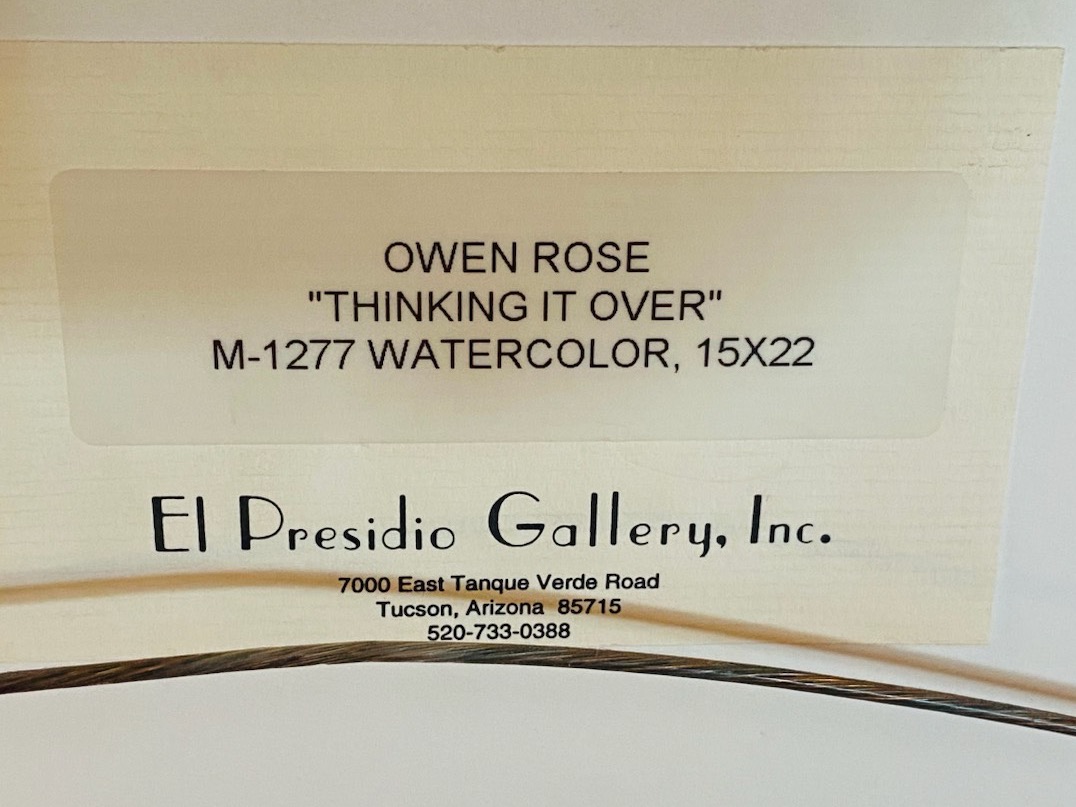 OWEN ROSE
"THINKING IT OVER"
M-1277 WATERCOLOR, 15X22
El Presidio Gallery, Inc.
7000 East Tanque Verde Road
Tucson, Arizona  85715
520-733-0388